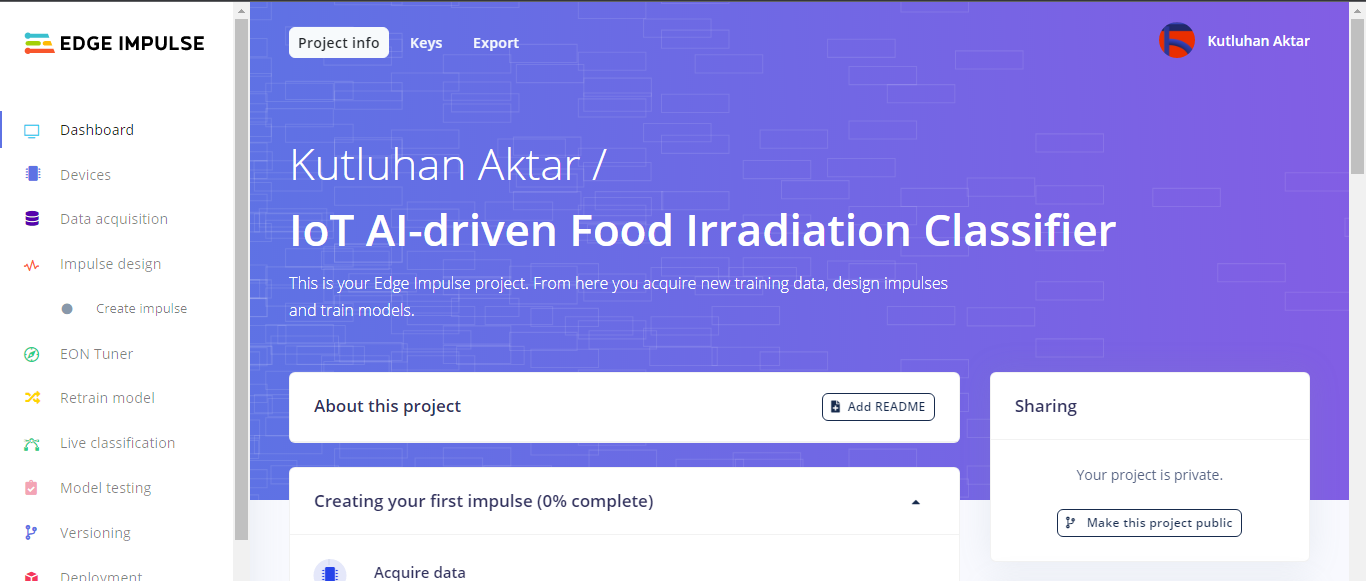 EDGE IMPULSE
Dashboard
Devices
Data acquisition
Impulse design
Create impulse
EON Tuner
Retrain model
Live classification
Model testing
Versioning
Deployment
Project info Keys Export
Kutluhan Aktar
Kutluhan Aktar /
IoT AI-driven Food Irradiation Classifier
This is your Edge Impulse project. From here you acquire new training data, design impulses
and train models.
About this project
Add README
Creating your first impulse (0% complete)
Acquire data
Sharing
Your project is private.
Make this project public